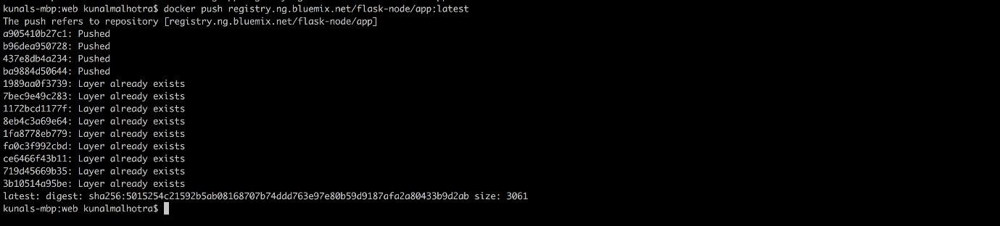 kunals-mbp:web kunalmalhotra$ docker push registry.ng.bluemix.net/flask-node/app:latest
The push refers to repository [registry.ng.bluemix.net/flask-node/app]
a905410b27c1: Pushed
b96dea950728: Pushed
437e8db4a234: Pushed
ba9884d50644: Pushed
1989aa0f3739: Layer already exists
7bec9e49c283: Layer already exists
1172bcd1177f: Layer already exists
8eb4c3a69e64: Layer already exists
1fa8778eb779: Layer already exists
fa0c3f992cbd: Layer already exists
ce6466f43b11: Layer already exists
719d45669b35: Layer already exists
3b10514a95be: Layer already exists
latest: digest: sha256:5015254c21592b5ab08168707b74ddd763e97e80b59d9187afa2a80433b9d2ab size: 3061
kunals-mbp:web kunalmalhotra$